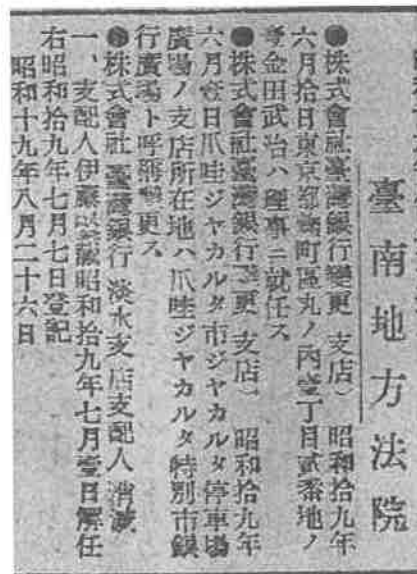 臺南地方法院
●株式會社臺灣銀行變更(支店) 昭和拾九年
六月拾日東京都麴町區丸ノ內壹丁目貳番地ノ
金田武治ハ理事ニ就任ス
●株式會社臺灣銀行變更(支店) 昭和拾九年
六月壹日爪哇ジャカルタ市ジャカルタ停車場
廣場ノ支店所在地ハ爪哇ジャカルタ特別市銀
行廣場ト呼稱變更ス
●株式會社臺灣銀行淡水支店支配人消滅
一、支配人伊藤 昭和拾九年七月壹日解任
右昭和拾九年七月七日登記
昭和十九年八月二十六日